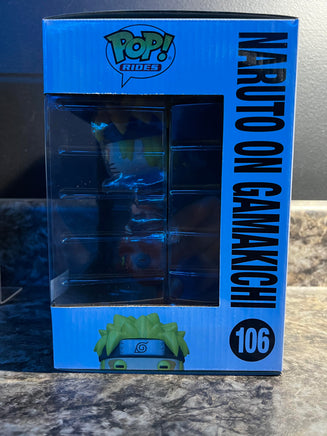 POP!
RIDES
NARUTO ON GAMAKICHI
106